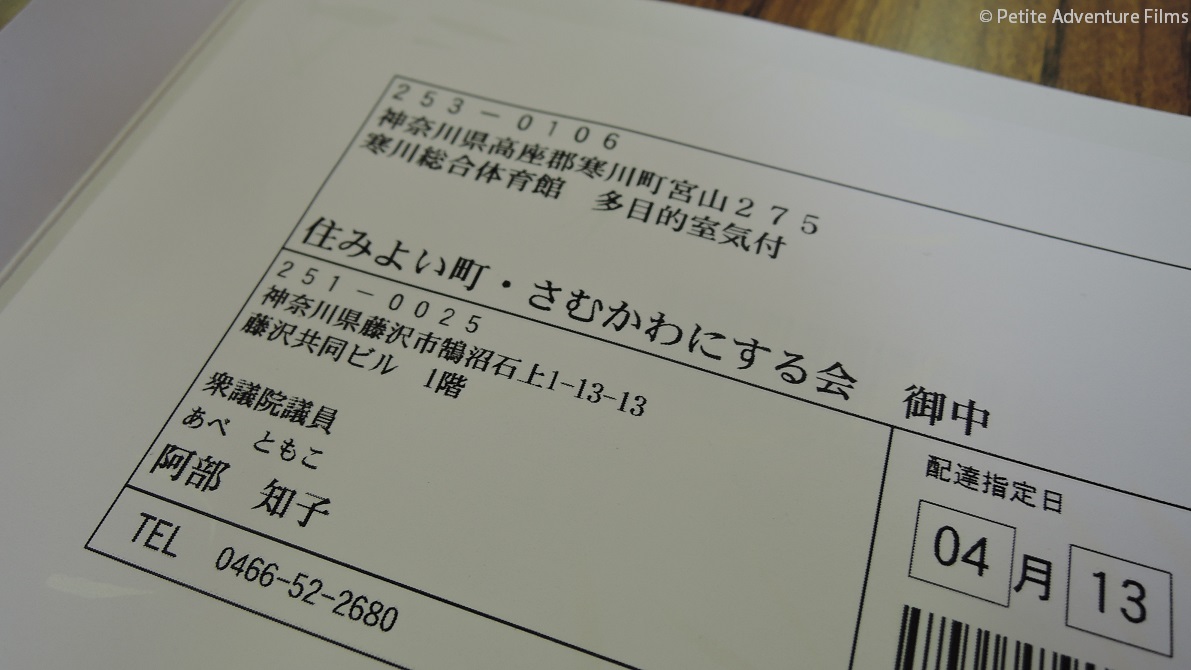 © Petite Adventure Films
２５３－０１０６
神奈川県高座郡寒川町宮山２７５
寒川総合体育館　多目的室気付
住みよい町・さむかわにする会　御中
２５１－００２５
神奈川県藤沢市鵠沼石上1-13-13
藤沢共同ビル　1階
衆議院議員
あべ　ともこ
阿部　知子
TEL　0466-52-2680
配達指定日
04月13